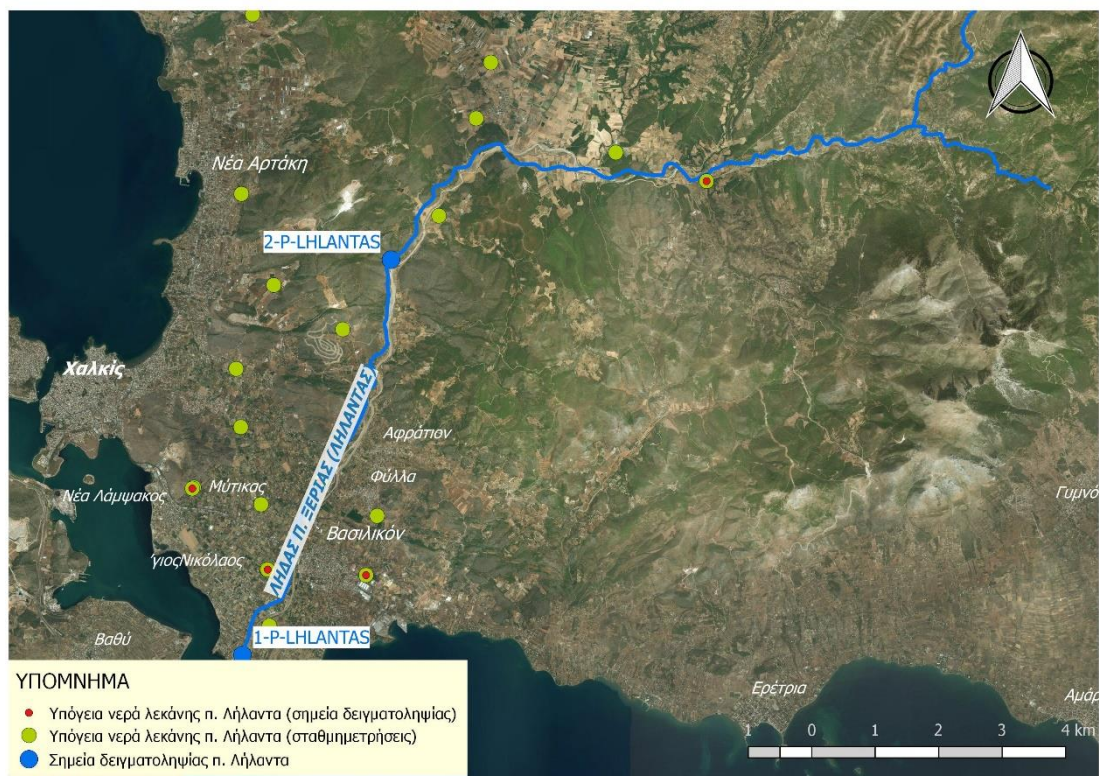 Νέα Αρτάκη
2-P-LHLANTAS
Χαλκίς
ΛΗΔΑΣ Π. ΞΕΡΙΑΣ (ΛΗΛΑΝΤΑΣ
Αφράτιον
Φύλλα
Νέα Λάμψακος
Μύτικας
Γυμνό
Βασιλικόν
'γιοςΝικόλαος
1-P-LHLANTAS
Βαθύ
Ερέτρια
Αμάρ
ΥΠΟΜΝΗΜΑ
Υπόγεια νερά λεκάνης π. Λήλαντα (σημεία δειγματοληψίας)
Υπόγεια νερά λεκάνης π. Λήλαντα (σταθμημετρήσεις)
Σημεία δειγματοληψίας π. Λήλαντα
1 0 1 2 3 4 km